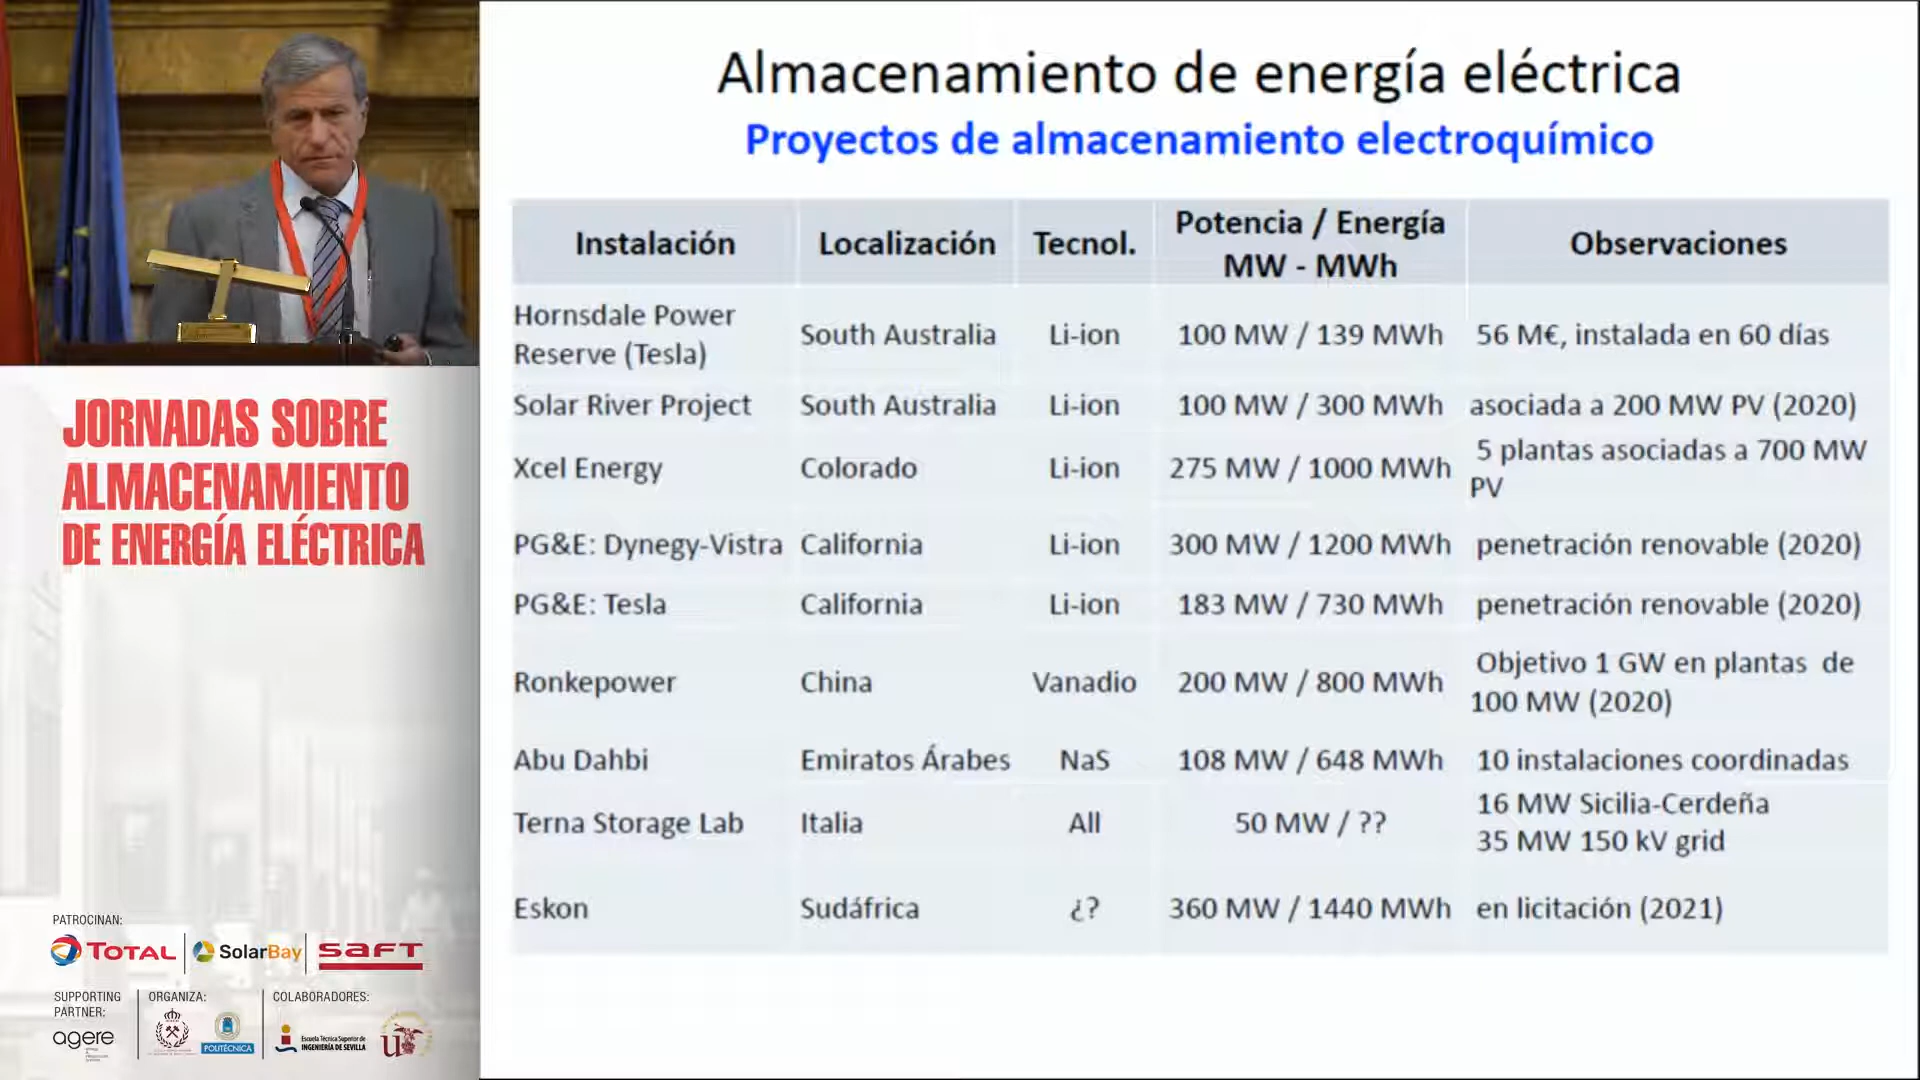 Almacenamiento de energía eléctrica
Proyectos de almacenamiento electroquímico
Instalación Localización Tecnol. Potencia / Energía MW - MWh Observaciones
Hornsdale Power Reserve (Tesla) South Australia Li-ion 100 MW / 139 MWh 56 M€, instalada en 60 días
Solar River Project South Australia Li-ion 100 MW / 300 MWh asociada a 200 MW PV (2020)
Xcel Energy Colorado Li-ion 275 MW / 1000 MWh 5 plantas asociadas a 700 MW PV
PG&E: Dynegy-Vistra California Li-ion 300 MW / 1200 MWh penetración renovable (2020)
PG&E: Tesla California Li-ion 183 MW / 730 MWh penetración renovable (2020)
Ronkepower China Vanadio 200 MW / 800 MWh Objetivo 1 GW en plantas de 100 MW (2020)
Abu Dahbi Emiratos Árabes NaS 108 MW / 648 MWh 10 instalaciones coordinadas
Terna Storage Lab Italia All 50 MW / ?? 16 MW Sicilia-Cerdeña 35 MW 150 kV grid
Eskon Sudáfrica ¿? 360 MW / 1440 MWh en licitación (2021)
JORNADAS SOBRE
ALMACENAMIENTO
DE ENERGÍA ELÉCTRICA
PATROCINAN:
TOTAL SolarBay saft
SUPPORTING
PARTNER:
agere
ORGANIZA:
POLITÉCNICA
COLABORADORES:
Escuela Técnica Superior de
INGENIERÍA DE SEVILLA